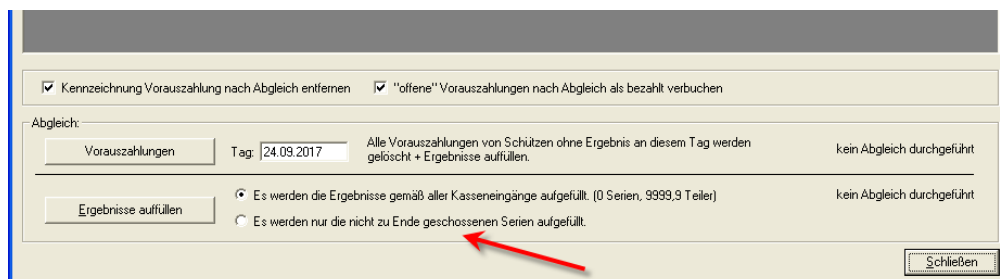 Kennzeichnung Vorauszahlung nach Abgleich entfernen "offene" Vorauszahlungen nach Abgleich als bezahlt verbuchen
Abgleich:
Vorauszahlungen Tag: 24.09.2017 Alle Vorauszahlungen von Schützen ohne Ergebnis an diesem Tag werden
gelöscht + Ergebnisse auffüllen. kein Abgleich durchgeführt
Ergebnisse auffüllen Es werden die Ergebnisse gemäß aller Kasseneingänge aufgefüllt. (0 Serien, 9999,9 Teiler) kein Abgleich durchgeführt
Es werden nur die nicht zu Ende geschossenen Serien aufgefüllt.
Schließen